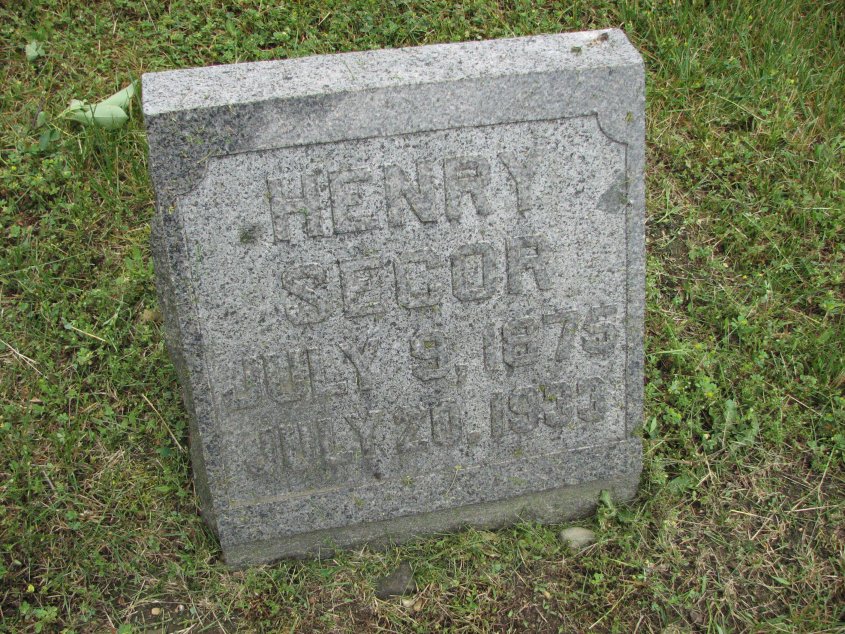 HENRY
SECOR
JULY 9, 1875
JULY 20, 1933